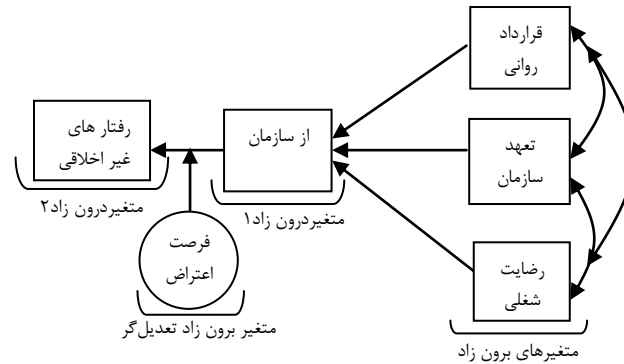 قرارداد
روانی
تعهد
سازمان
رضایت
شغلی
متغیرهای برون زاد
از سازمان
متغیردرون زاد۱
رفتار های
غیر اخلاقی
متغیردرون زاد۲
فرصت
اعتراض
متغیر برون زاد تعدیل‌گر